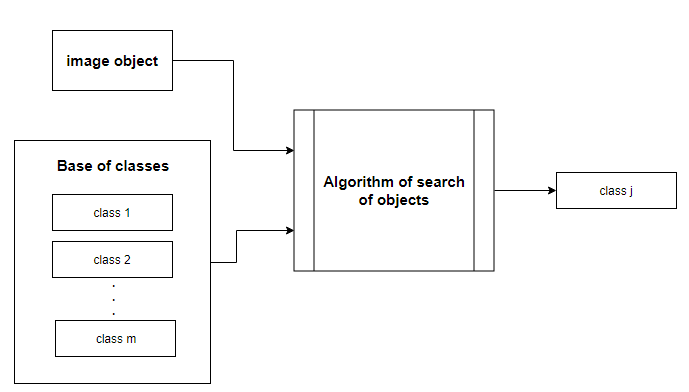 image object
Base of classes
class 1
class 2
.
.
.
class m
Algorithm of search
of objects
class j